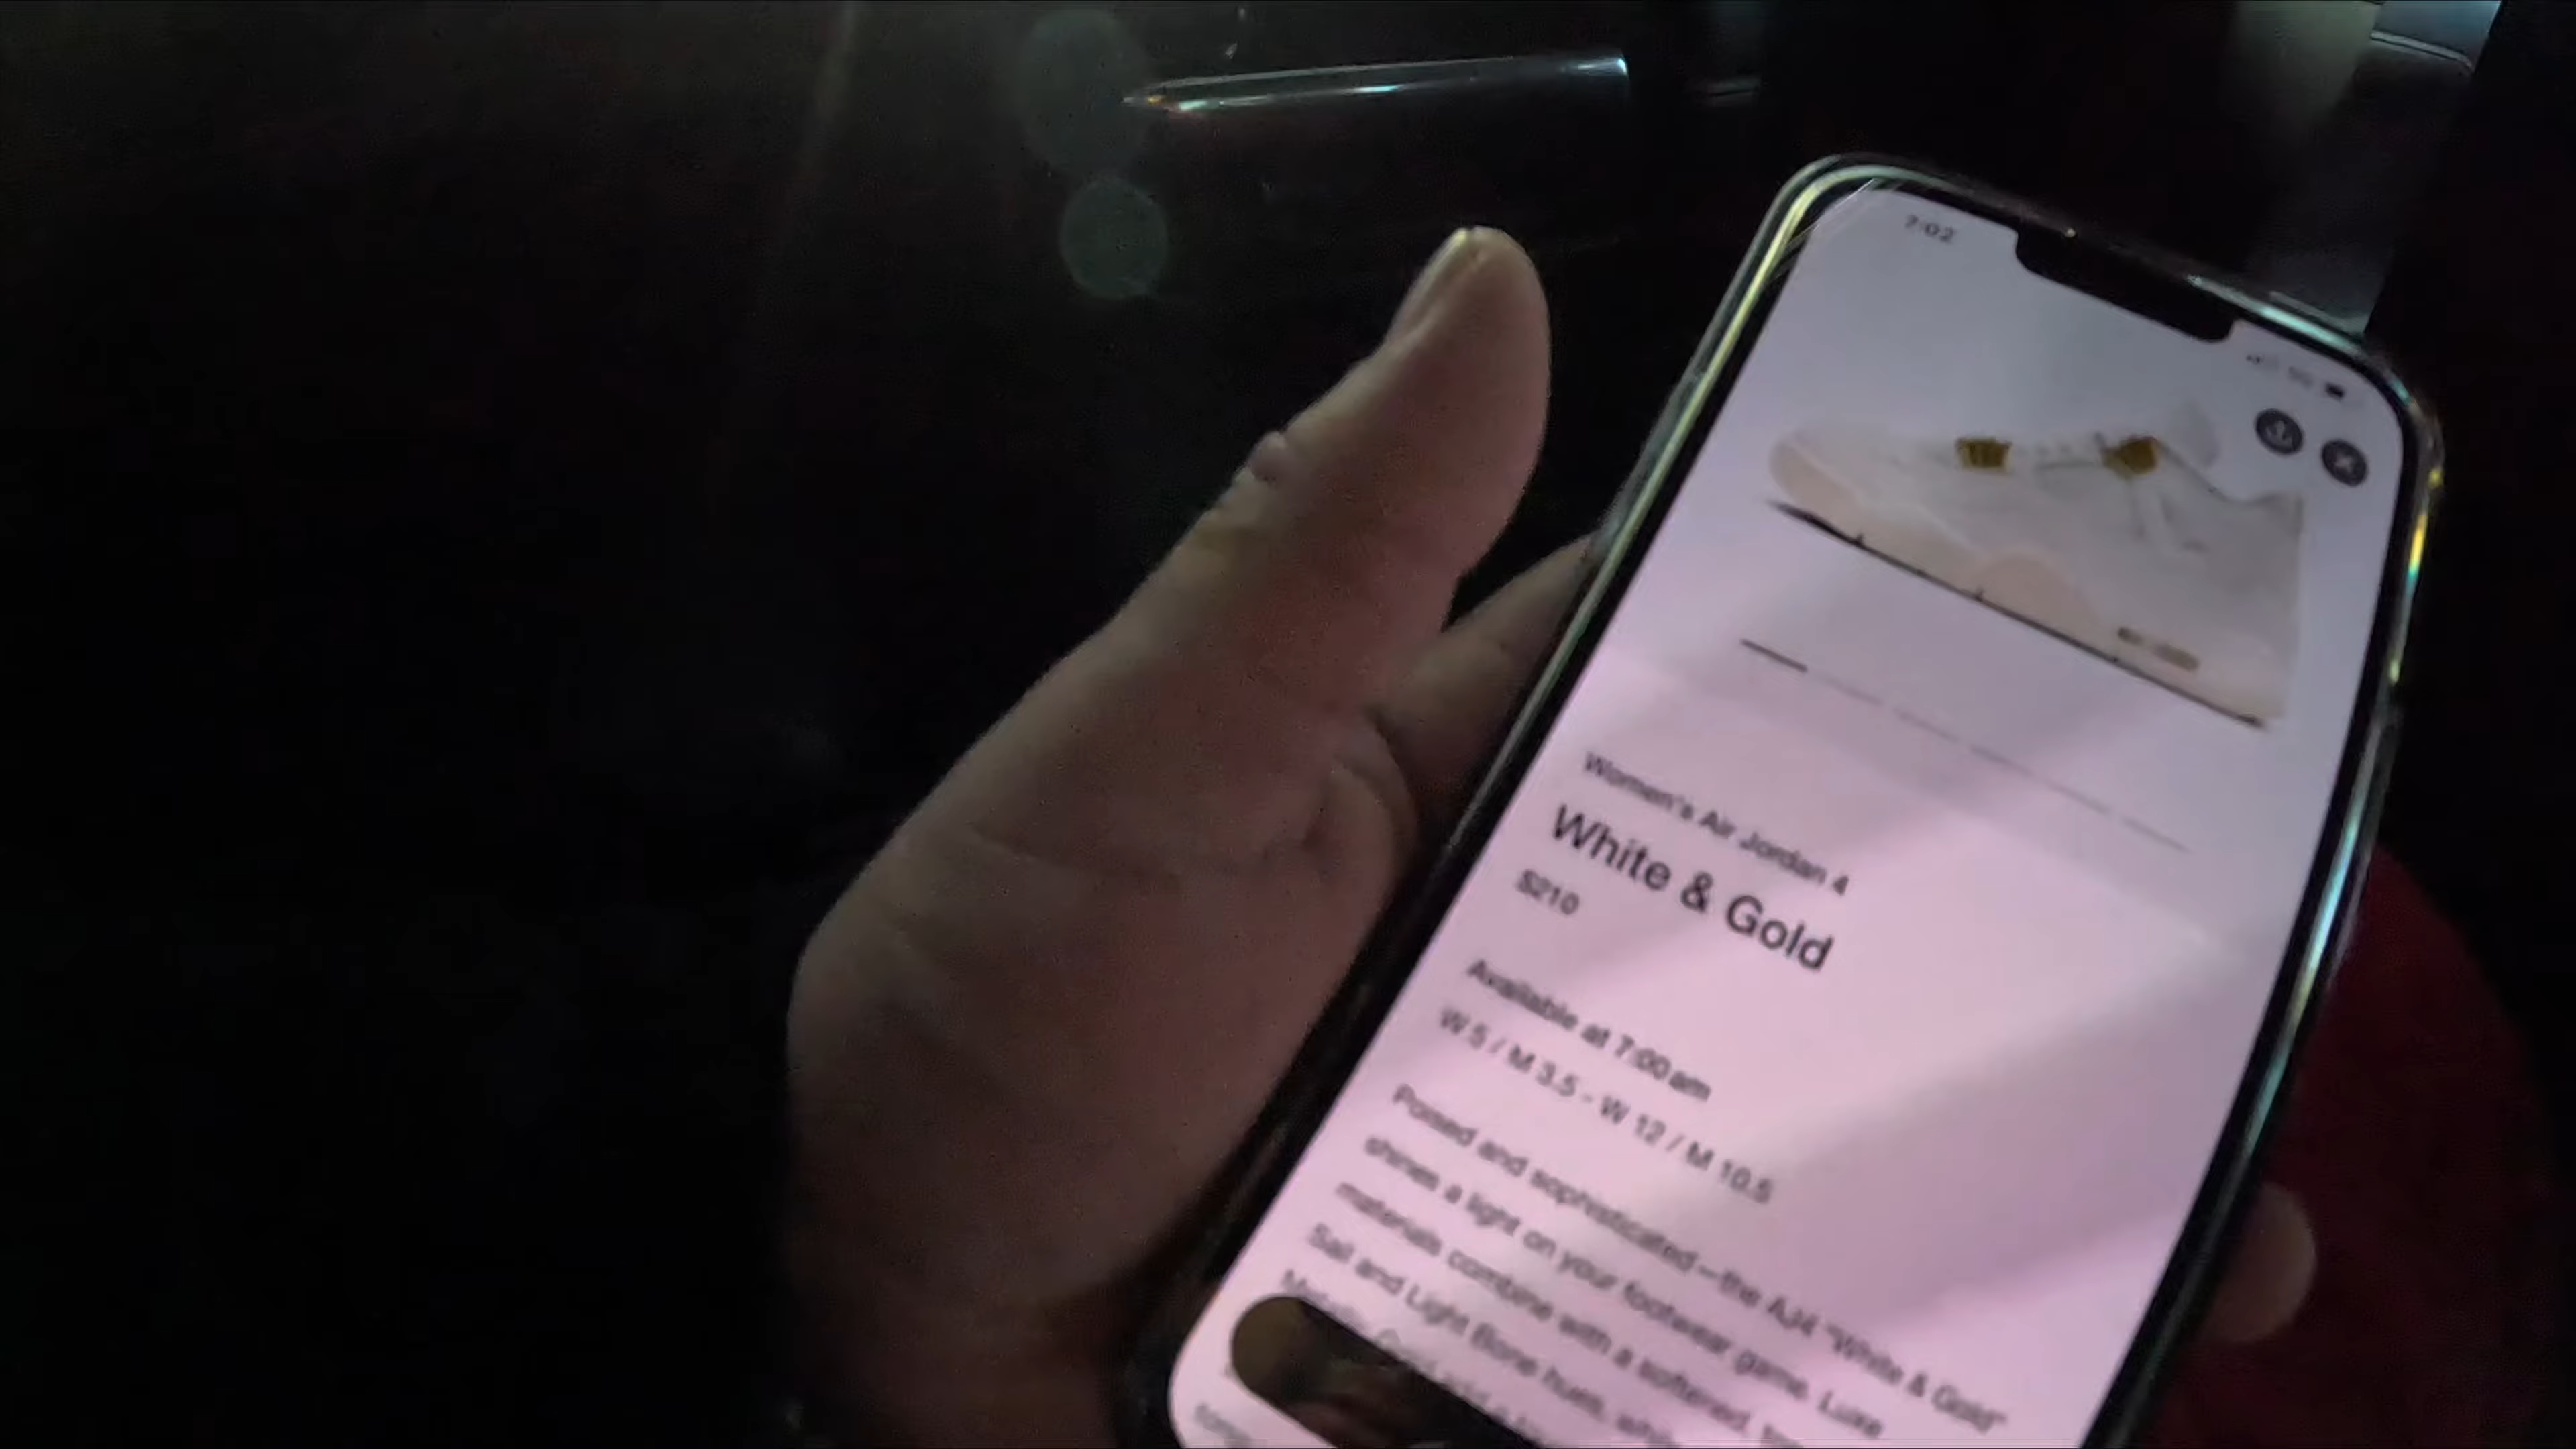 7:02
Women's Air Jordan 4
White & Gold
$210
Available at 7:00 am
W 5 / M 3.5 - W 12 / M 10.5
Poised and sophisticated—the AJ4 "White & Gold"
shines a light on your footwear game. Luxe
materials combine with a softened,
Sail and Light Bone hues, while